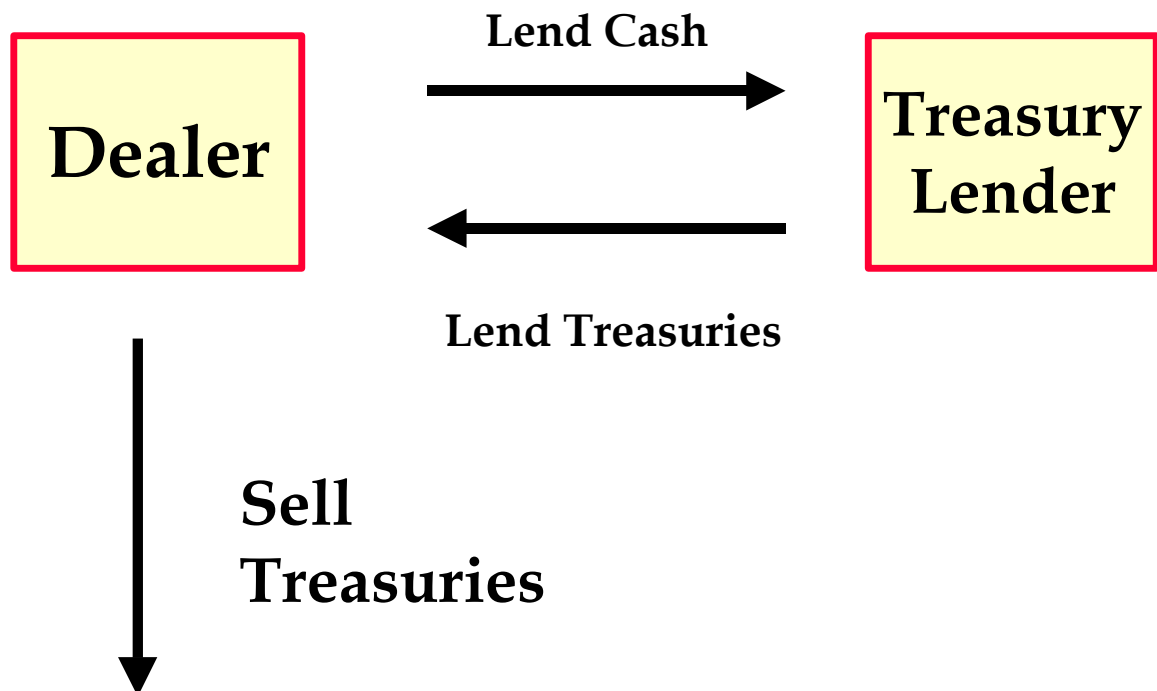 Lend Cash
Dealer
Treasury
Lender
Lend Treasuries
Sell
Treasuries